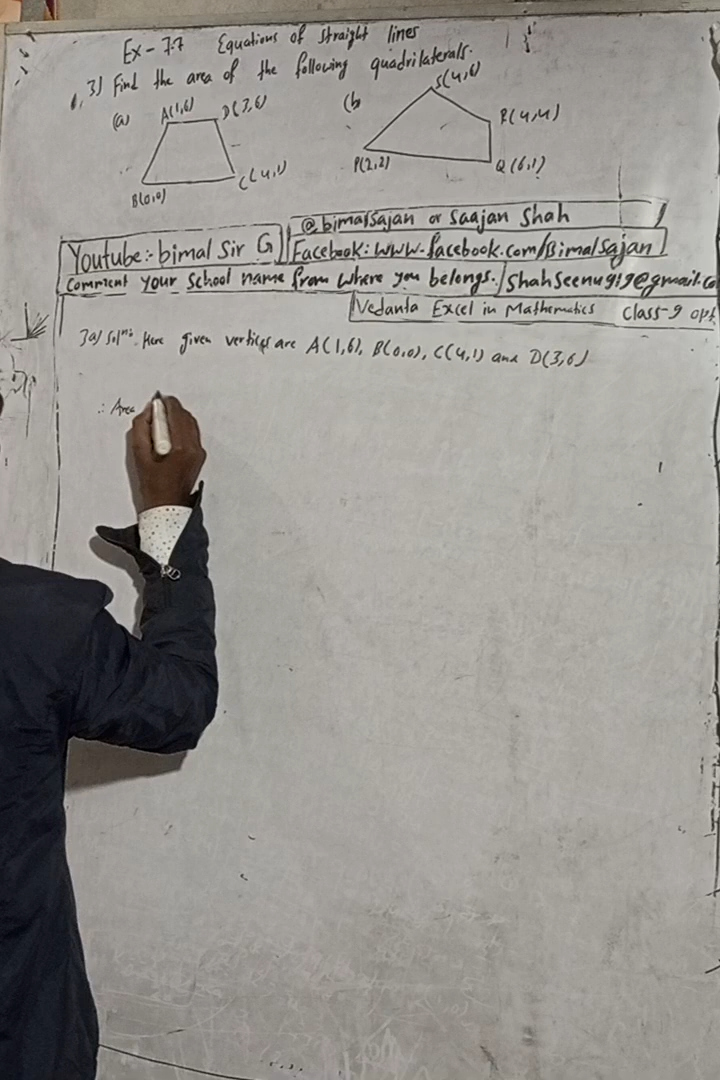 Ex - 7.7 Equations of straight lines
3) Find the area of the following quadrilaterals.
(a) A(1,6) D(3,6)
B(0,0) C(4,1)
(b) S(4,6)
R(4,4)
P(2,2) Q(6,1)
@bimalsajan or Saajan Shah
Youtube:- bimal Sir G
Facebook: www.facebook.com/BimalSajan
Comment your School name from where you belongs.
Vedanta Excel in Mathematics Class-9 opt
3a) Soln: Here given vertices are A(1,6), B(0,0), C(4,1) and D(3,6)
∴ Area